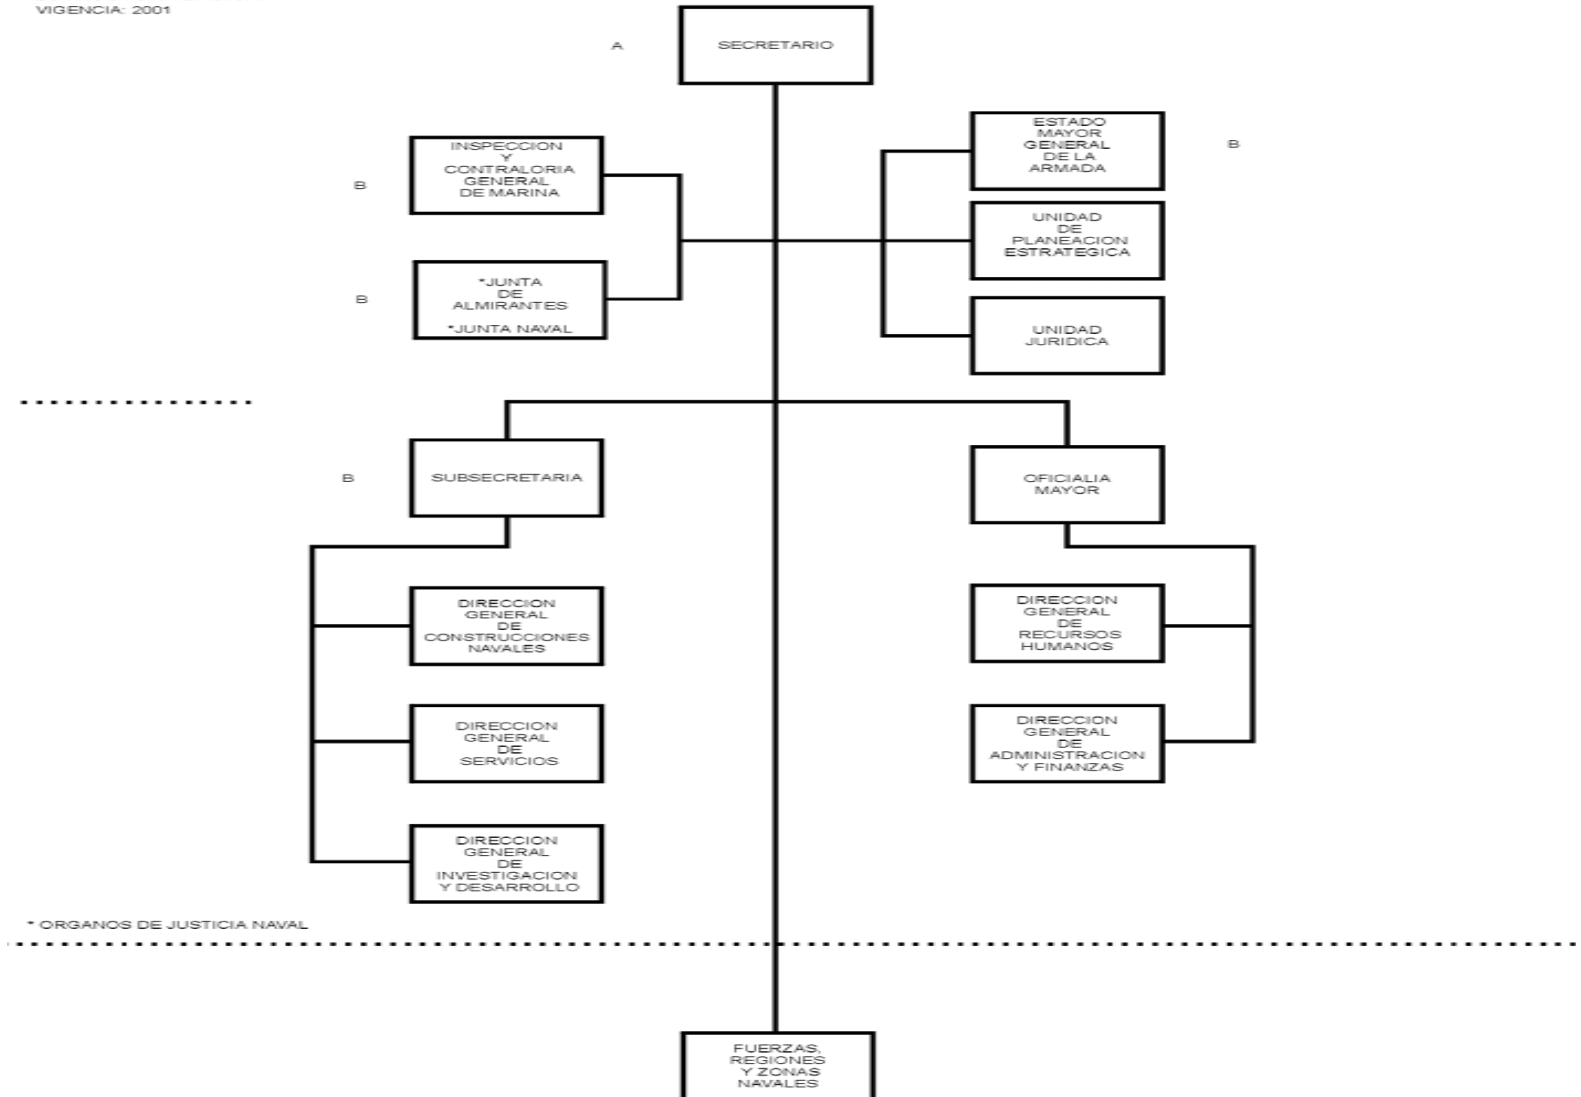 VIGENCIA: 2001
A
SECRETARIO
INSPECCION
Y
CONTRALORIA
GENERAL
DE MARINA
B
ESTADO
MAYOR
GENERAL
DE LA
ARMADA
B
UNIDAD
DE
PLANEACION
ESTRATEGICA
*JUNTA
DE
ALMIRANTES
*JUNTA NAVAL
B
UNIDAD
JURIDICA
B
SUBSECRETARIA
OFICIALIA
MAYOR
DIRECCION
GENERAL
DE
CONSTRUCCIONES
NAVALES
DIRECCION
GENERAL
DE
RECURSOS
HUMANOS
DIRECCION
GENERAL
DE
SERVICIOS
DIRECCION
GENERAL
DE
ADMINISTRACION
Y FINANZAS
DIRECCION
GENERAL
DE
INVESTIGACION
Y DESARROLLO
* ORGANOS DE JUSTICIA NAVAL
FUERZAS,
REGIONES
Y ZONAS
NAVALES